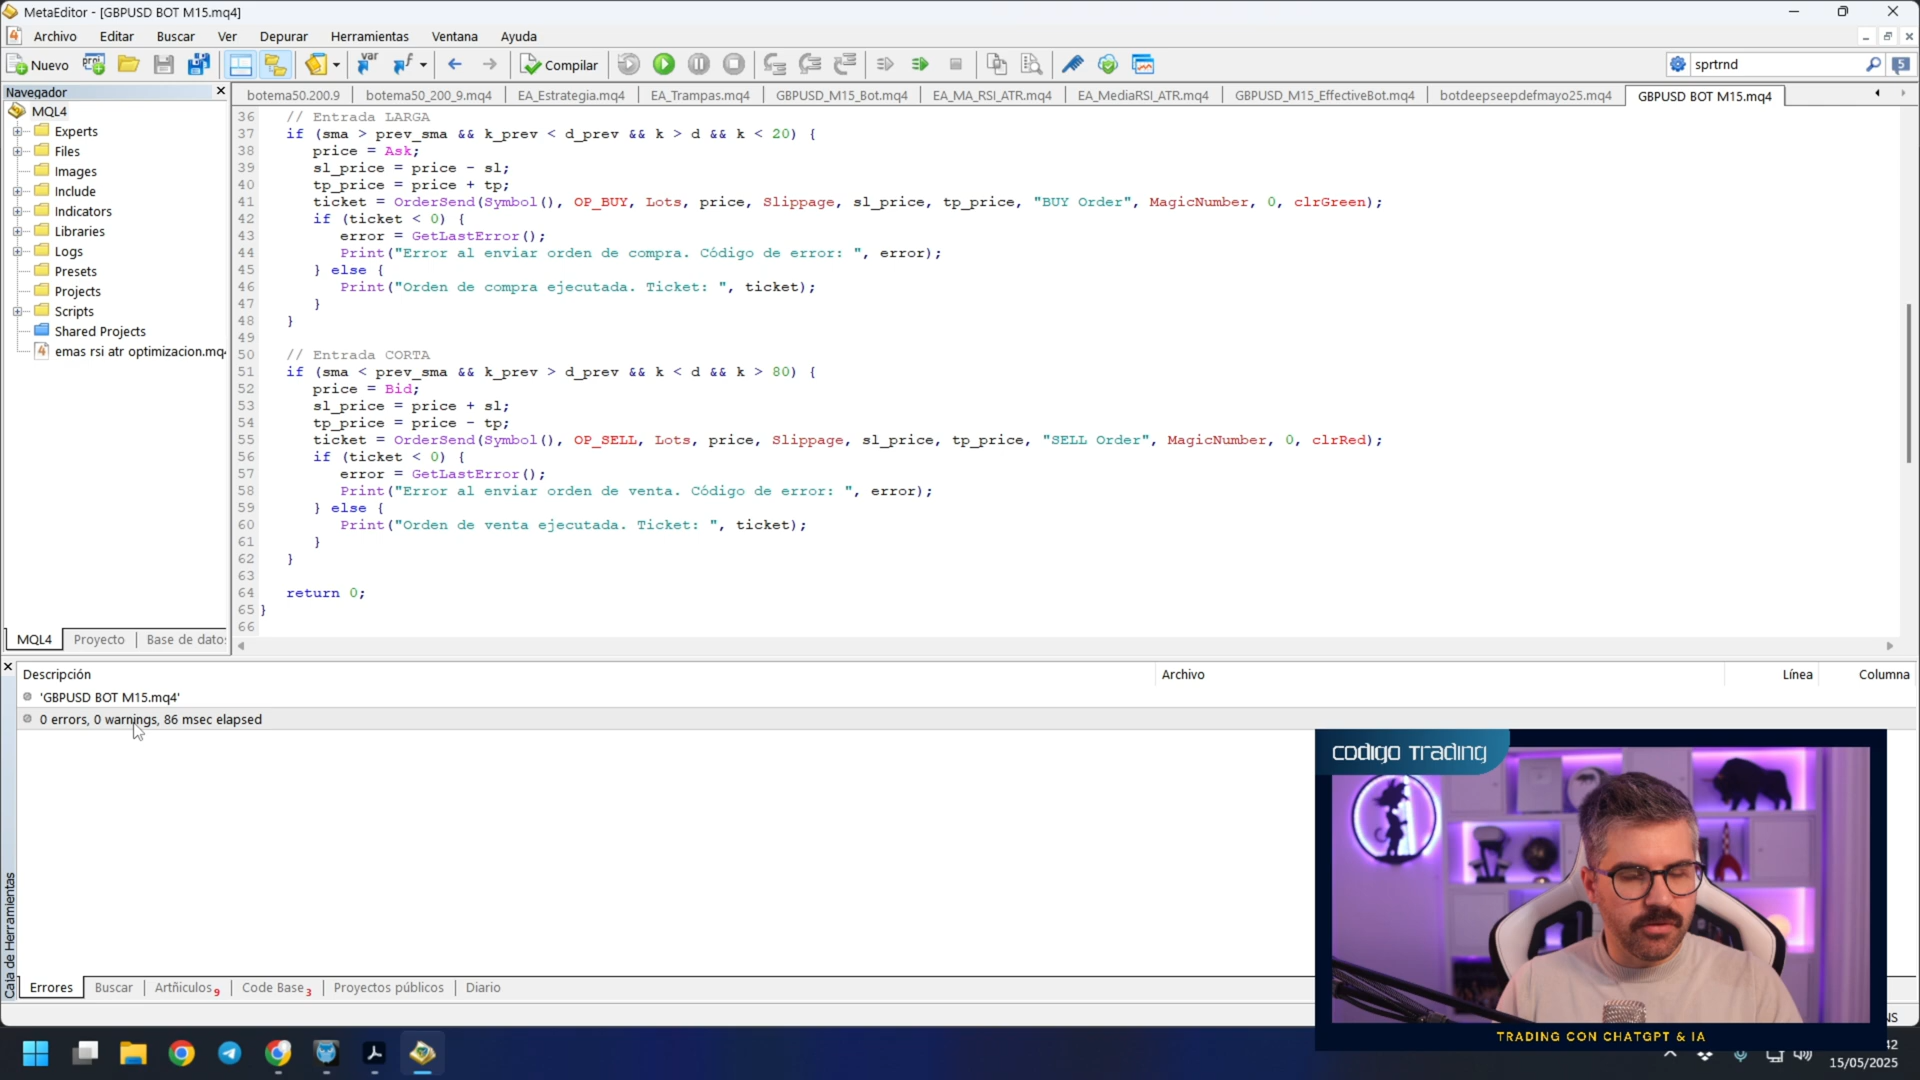 MetaEditor - [GBPUSD BOT M15.mq4]
Archivo Editar Buscar Ver Depurar Herramientas Ventana Ayuda
Nuevo Compilar sprtrnd
Navegador
botema50.200.9 botema50_200_9.mq4 EA_Estrategia.mq4 EA_Trampas.mq4 GBPUSD_M15_Bot.mq4 EA_MA_RSI_ATR.mq4 EA_MediaRSI_ATR.mq4 GBPUSD_M15_EffectiveBot.mq4 botdeepseepdefmayo25.mq4 GBPUSD BOT M15.mq4
MQL4
Experts
Files
Images
Include
Indicators
Libraries
Logs
Presets
Projects
Scripts
Shared Projects
emas rsi atr optimizacion.mq4
MQL4 Proyecto Base de datos
36 // Entrada LARGA
37 if (sma > prev_sma && k_prev < d_prev && k > d && k < 20) {
38 price = Ask;
39 sl_price = price - sl;
40 tp_price = price + tp;
41 ticket = OrderSend(Symbol(), OP_BUY, Lots, price, Slippage, sl_price, tp_price, "BUY Order", MagicNumber, 0, clrGreen);
42 if (ticket < 0) {
43 error = GetLastError();
44 Print("Error al enviar orden de compra. Código de error: ", error);
45 } else {
46 Print("Orden de compra ejecutada. Ticket: ", ticket);
47 }
48 }
49
50 // Entrada CORTA
51 if (sma < prev_sma && k_prev > d_prev && k < d && k > 80) {
52 price = Bid;
53 sl_price = price + sl;
54 tp_price = price - tp;
55 ticket = OrderSend(Symbol(), OP_SELL, Lots, price, Slippage, sl_price, tp_price, "SELL Order", MagicNumber, 0, clrRed);
56 if (ticket < 0) {
57 error = GetLastError();
58 Print("Error al enviar orden de venta. Código de error: ", error);
59 } else {
60 Print("Orden de venta ejecutada. Ticket: ", ticket);
61 }
62 }
63
64 return 0;
65 }
66
Descripción Archivo Línea Columna
'GBPUSD BOT M15.mq4'
0 errors, 0 warnings, 86 msec elapsed
Caja de Herramientas
Errores Buscar Artñiculos 9 Code Base 3 Proyectos públicos Diario
codigo Trading
TRADING CON CHATGPT & IA
15/05/2025